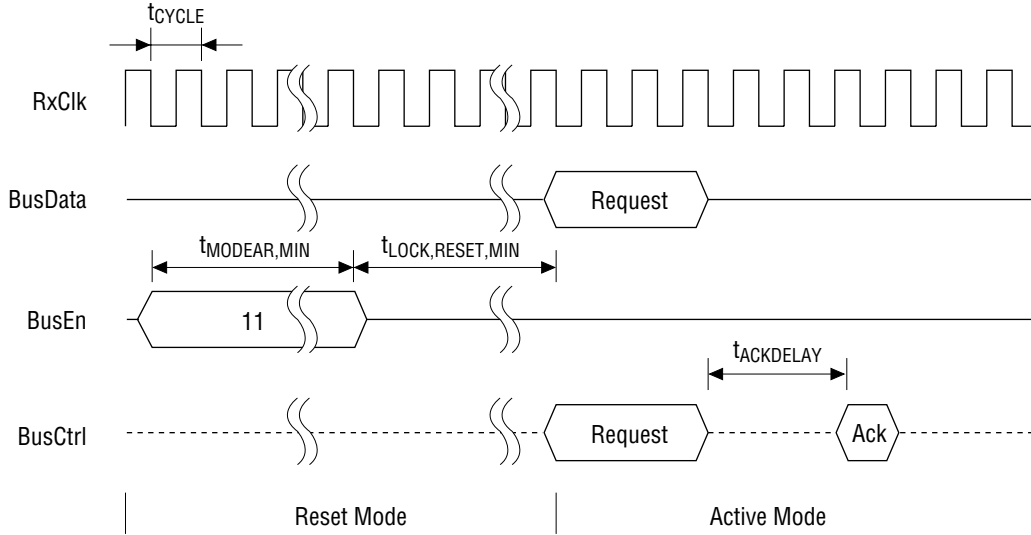 tCYCLE
RxClk
BusData
Request
tMODEAR,MIN
tLOCK,RESET,MIN
BusEn
11
tACKDELAY
BusCtrl
Request
Ack
Reset Mode
Active Mode